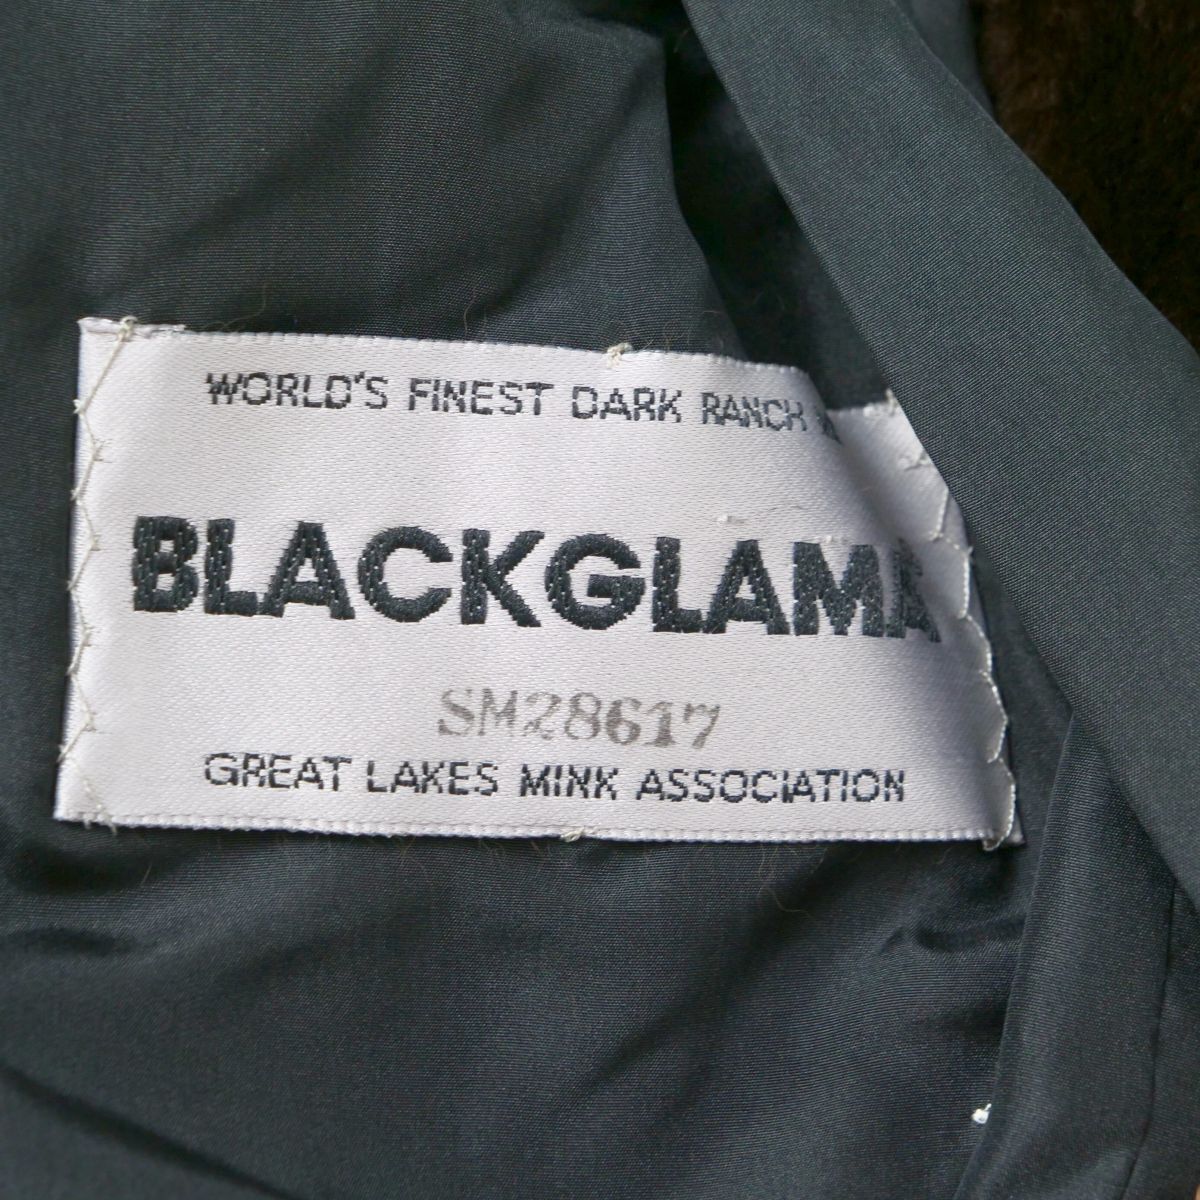 WORLD'S FINEST DARK RANCH
BLACKGLAMA
SM28617
GREAT LAKES MINK ASSOCIATION